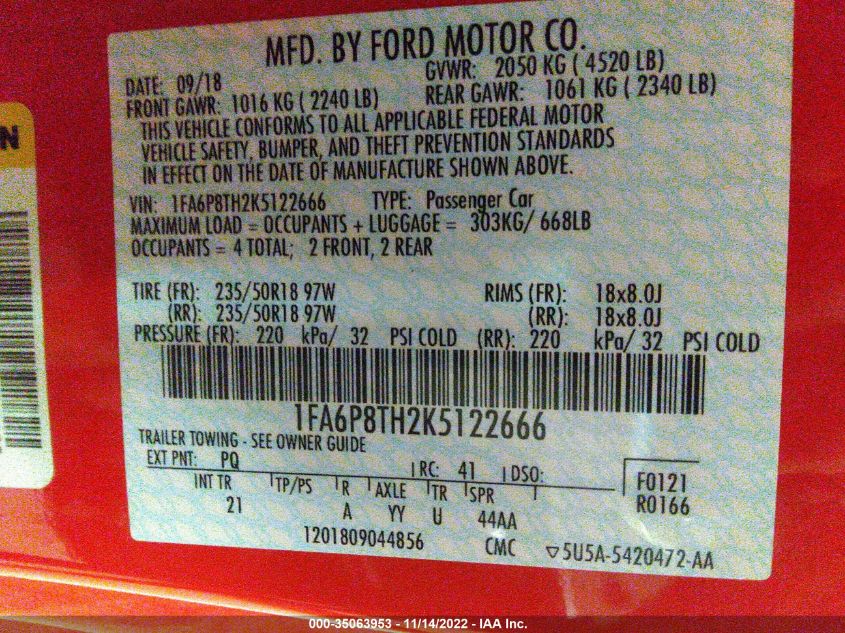 MFD. BY FORD MOTOR CO.
DATE: 09/18 GVWR: 2050 KG ( 4520 LB)
FRONT GAWR: 1016 KG ( 2240 LB) REAR GAWR: 1061 KG ( 2340 LB)
THIS VEHICLE CONFORMS TO ALL APPLICABLE FEDERAL MOTOR
VEHICLE SAFETY, BUMPER, AND THEFT PREVENTION STANDARDS
IN EFFECT ON THE DATE OF MANUFACTURE SHOWN ABOVE.
VIN: 1FA6P8TH2K5122666 TYPE: Passenger Car
MAXIMUM LOAD = OCCUPANTS + LUGGAGE = 303KG/ 668LB
OCCUPANTS = 4 TOTAL; 2 FRONT, 2 REAR
TIRE (FR): 235/50R18 97W RIMS (FR): 18x8.0J
(RR): 235/50R18 97W (RR): 18x8.0J
PRESSURE (FR): 220 kPa/ 32 PSI COLD (RR): 220 kPa/ 32 PSI COLD
1FA6P8TH2K5122666
TRAILER TOWING - SEE OWNER GUIDE
EXT PNT: PQ RC: 41 DSO: F0121
INT TR TP/PS R AXLE TR SPR R0166
21 A YY U 44AA
1201809044856 CMC 5U5A-5420472-AA
N
000-35063953 - 11/14/2022 - IAA Inc.